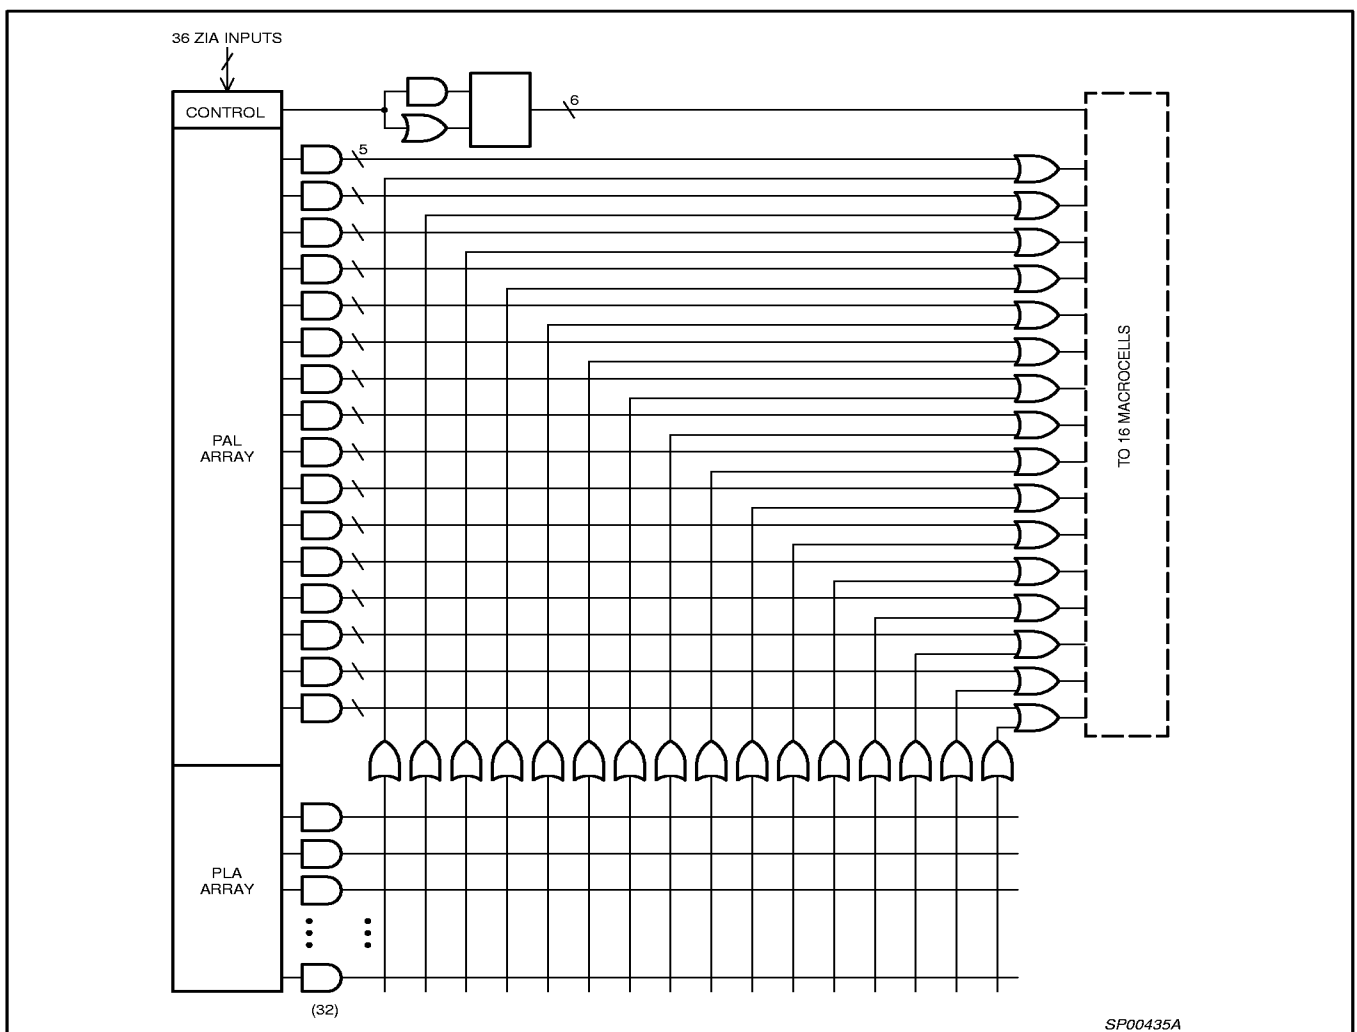 36 ZIA INPUTS
CONTROL
6
5
PAL
ARRAY
TO 16 MACROCELLS
PLA
ARRAY
(32)
SP00435A